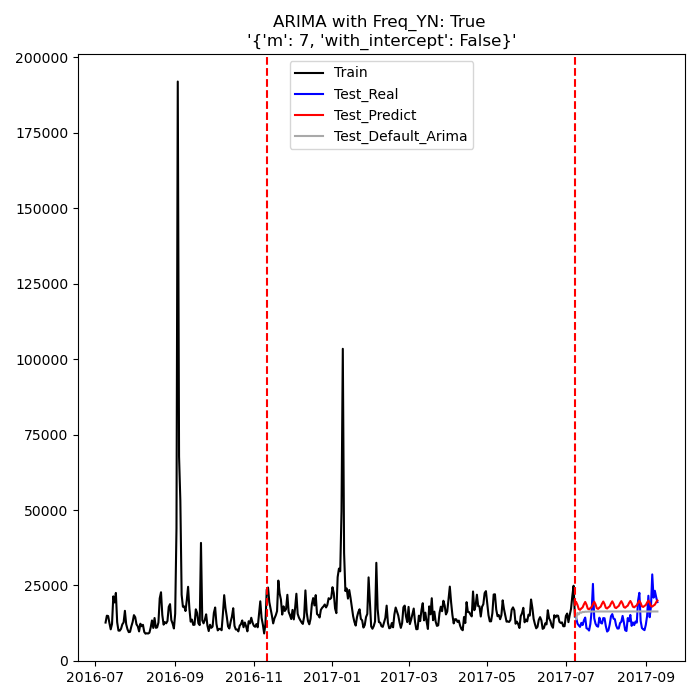 ARIMA with Freq_YN: True
'{'m': 7, 'with_intercept': False}'
200000
175000
150000
125000
100000
75000
50000
25000
0
Train
Test_Real
Test_Predict
Test_Default_Arima
2016-07
2016-09
2016-11
2017-01
2017-03
2017-05
2017-07
2017-09